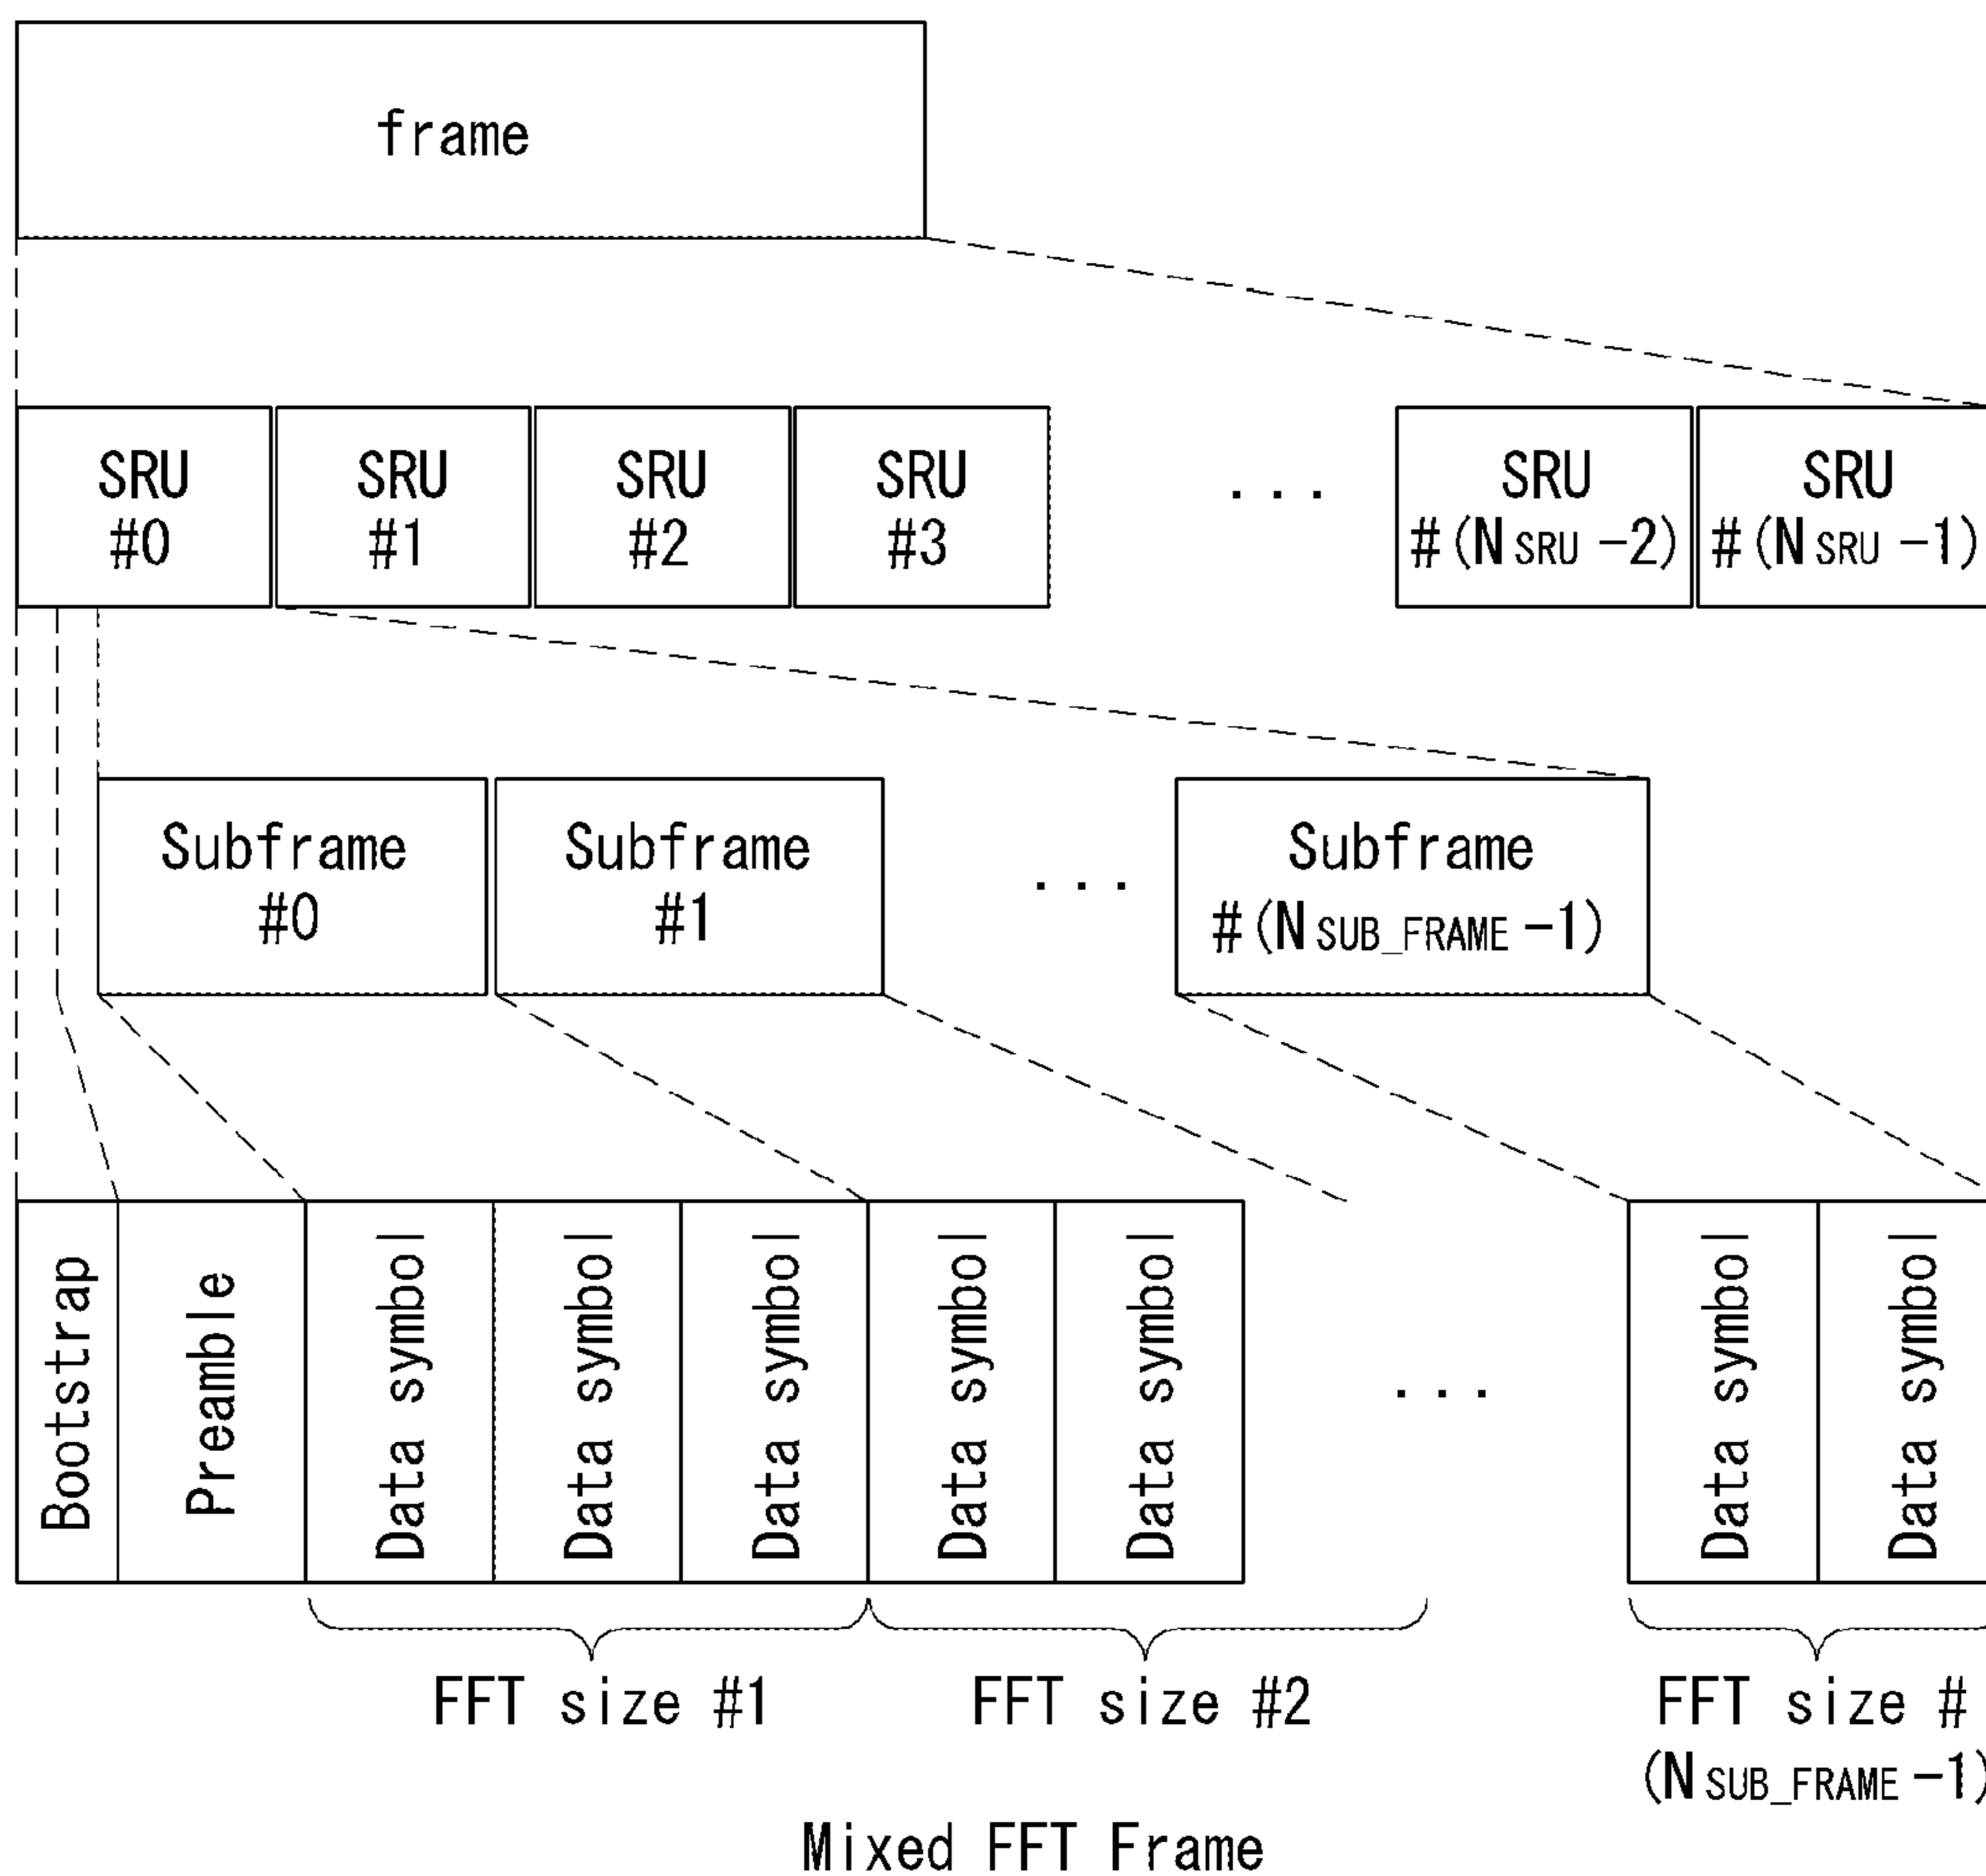 frame
SRU
#0
SRU
#1
SRU
#2
SRU
#3
...
SRU
#(NSRU-2)
SRU
#(NSRU-1)
Subframe
#0
Subframe
#1
...
Subframe
#(NSUB_FRAME-1)
Bootstrap
Preamble
Data symbol
Data symbol
Data symbol
Data symbol
Data symbol
...
Data symbol
Data symbol
FFT size #1
FFT size #2
FFT size #
(NSUB_FRAME-1)
Mixed FFT Frame